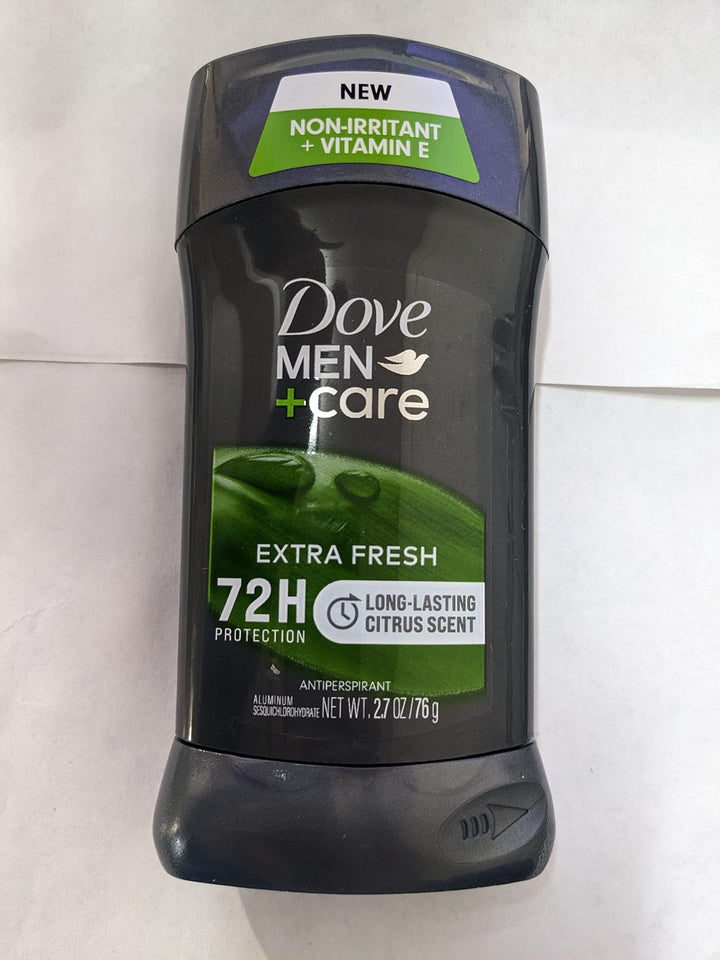 NEW
NON-IRRITANT
+ VITAMIN E
Dove
MEN
+care
EXTRA FRESH
72H
PROTECTION
LONG-LASTING
CITRUS SCENT
ANTIPERSPIRANT
ALUMINUM
SESQUICHLOROHYDRATE NET WT. 2.7 OZ/76 g